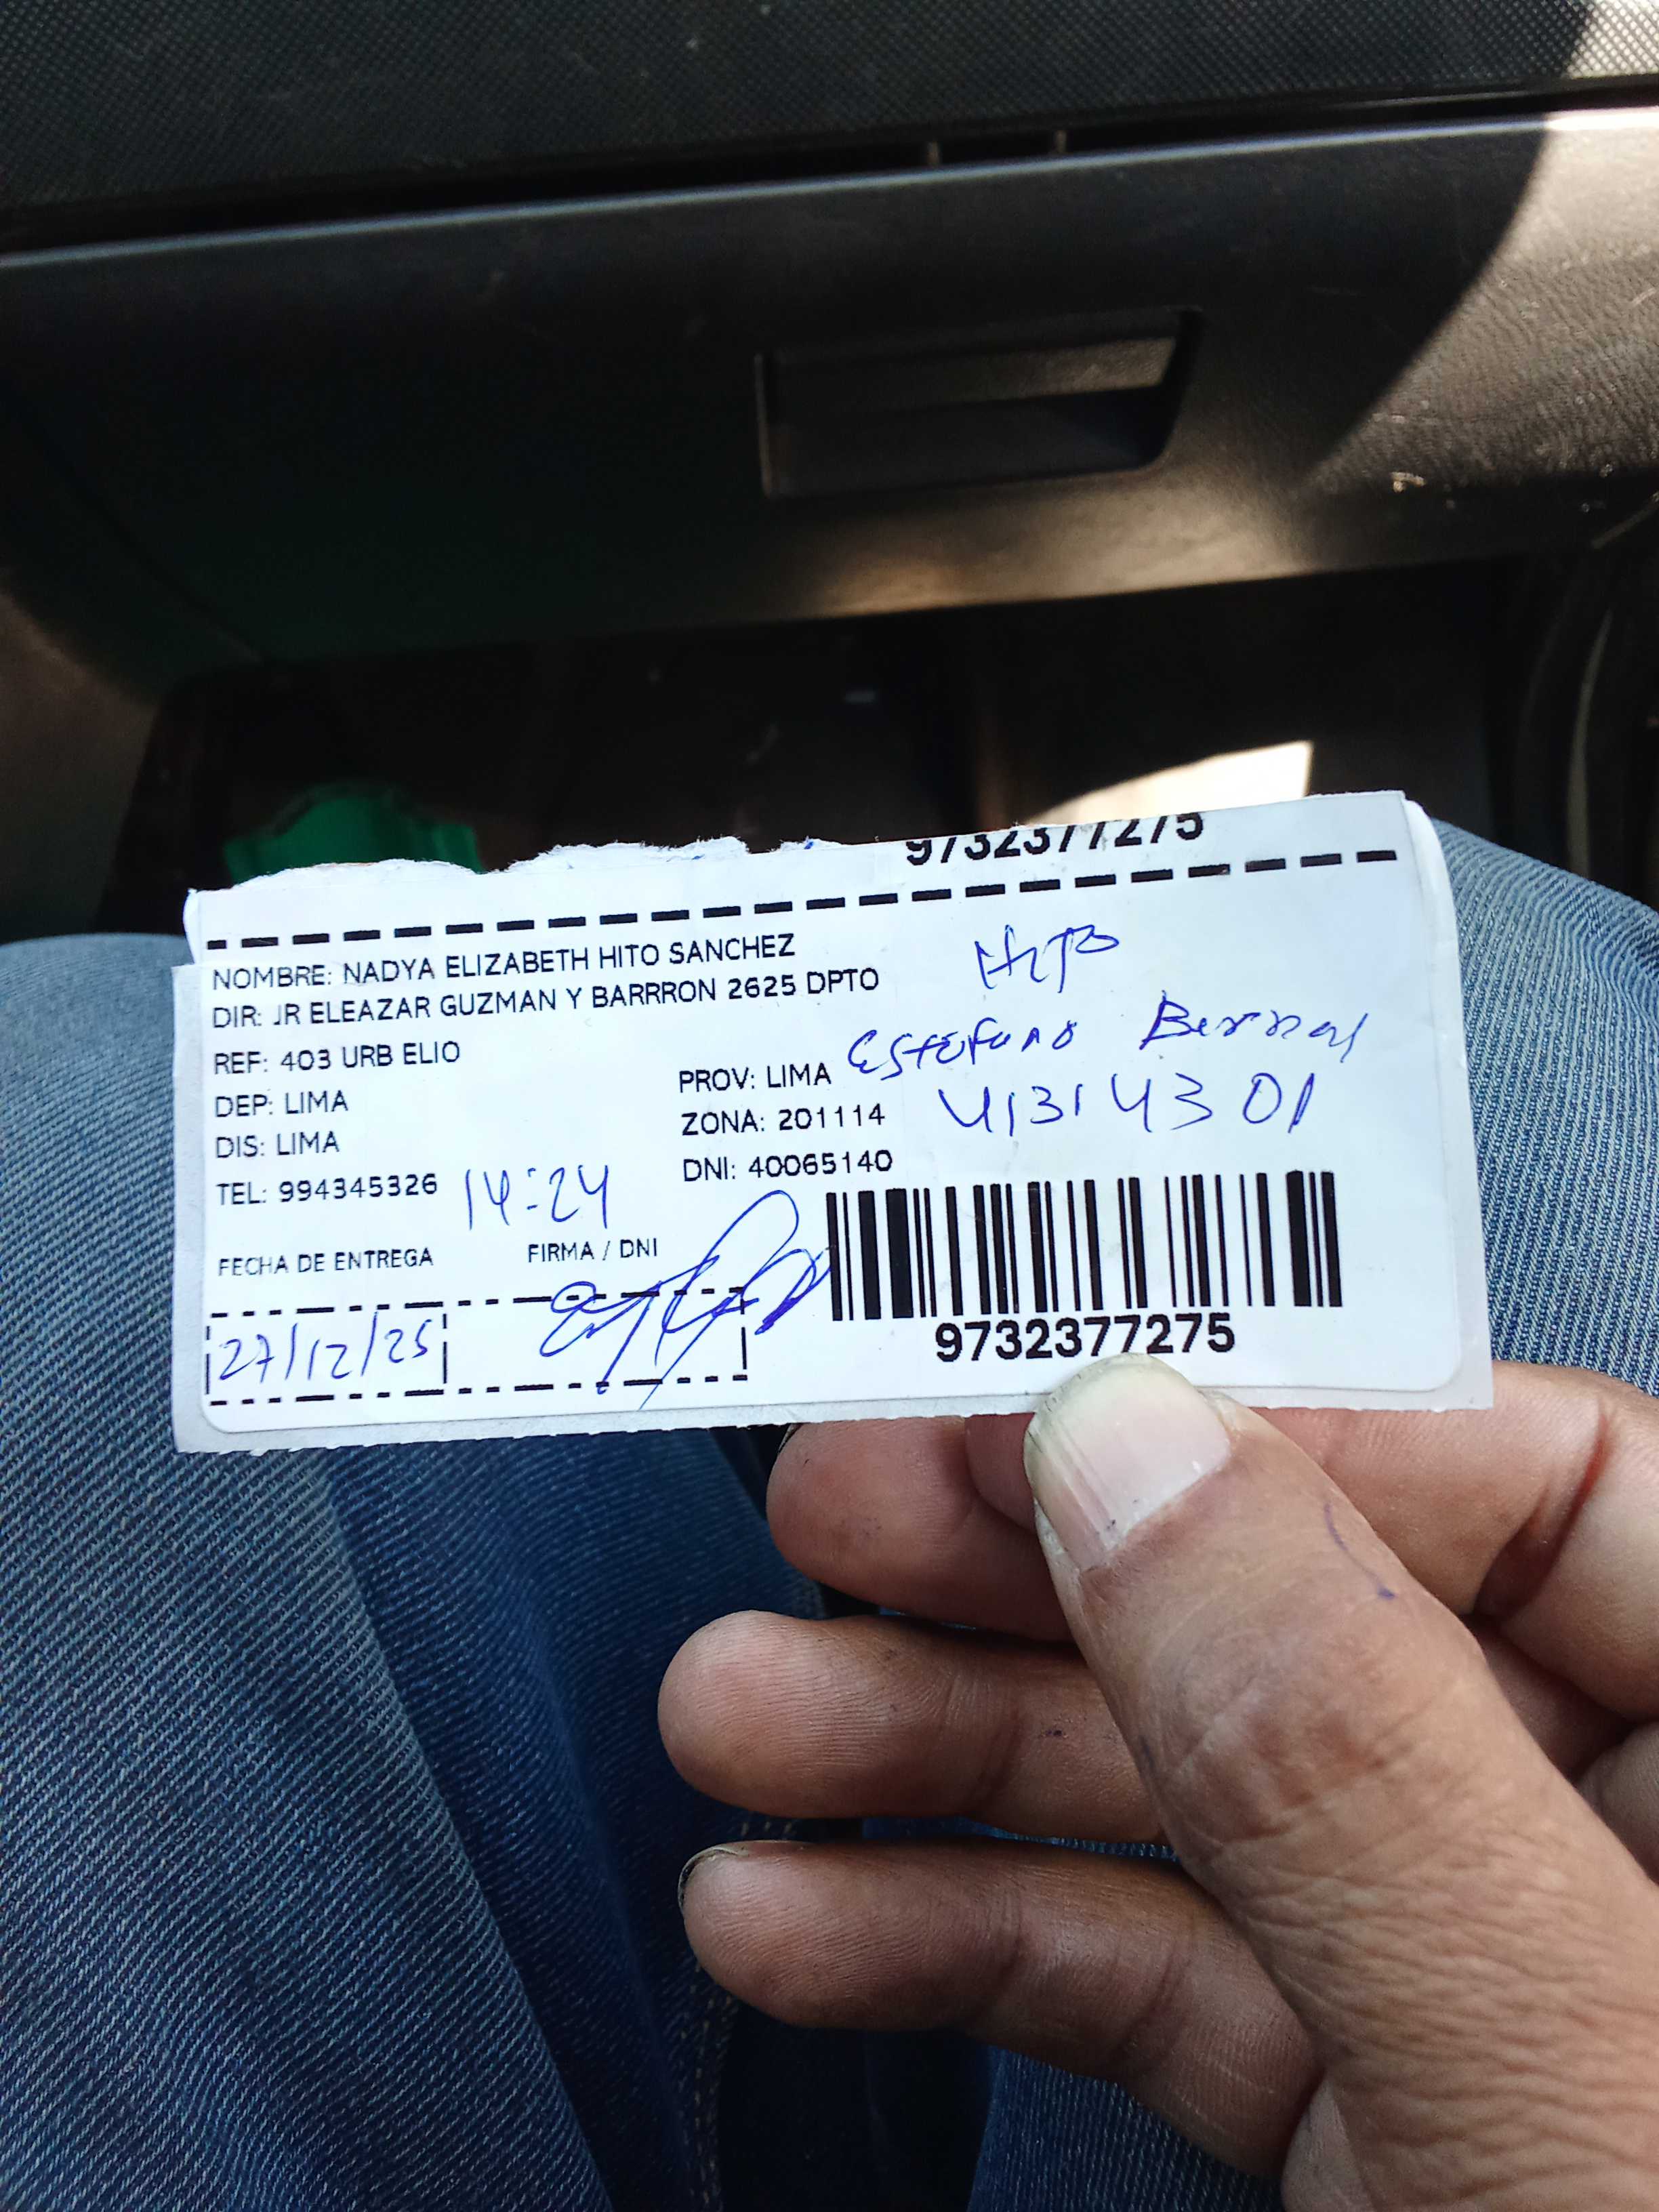 9732377275
NOMBRE: NADYA ELIZABETH HITO SANCHEZ
DIR: JR ELEAZAR GUZMAN Y BARRRON 2625 DPTO
REF: 403 URB ELIO
DEP: LIMA
PROV: LIMA
DIS: LIMA
ZONA: 201114
TEL: 994345326
DNI: 40065140
14:24
Estefano Berrral
41314301
FECHA DE ENTREGA
FIRMA / DNI
27/12/25
9732377275